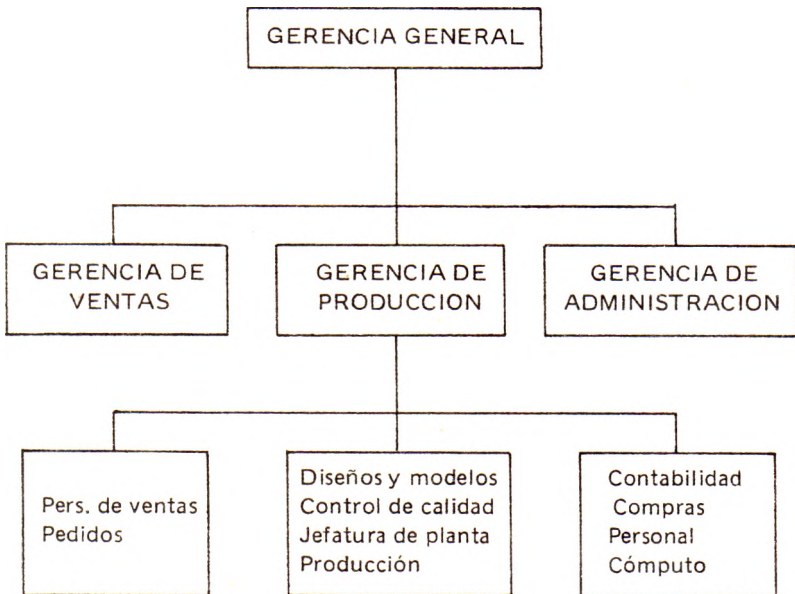 GERENCIA GENERAL
GERENCIA DE
VENTAS
GERENCIA DE
PRODUCCION
GERENCIA DE
ADMINISTRACION
Pers. de ventas
Pedidos
Diseños y modelos
Control de calidad
Jefatura de planta
Producción
Contabilidad
Compras
Personal
Cómputo